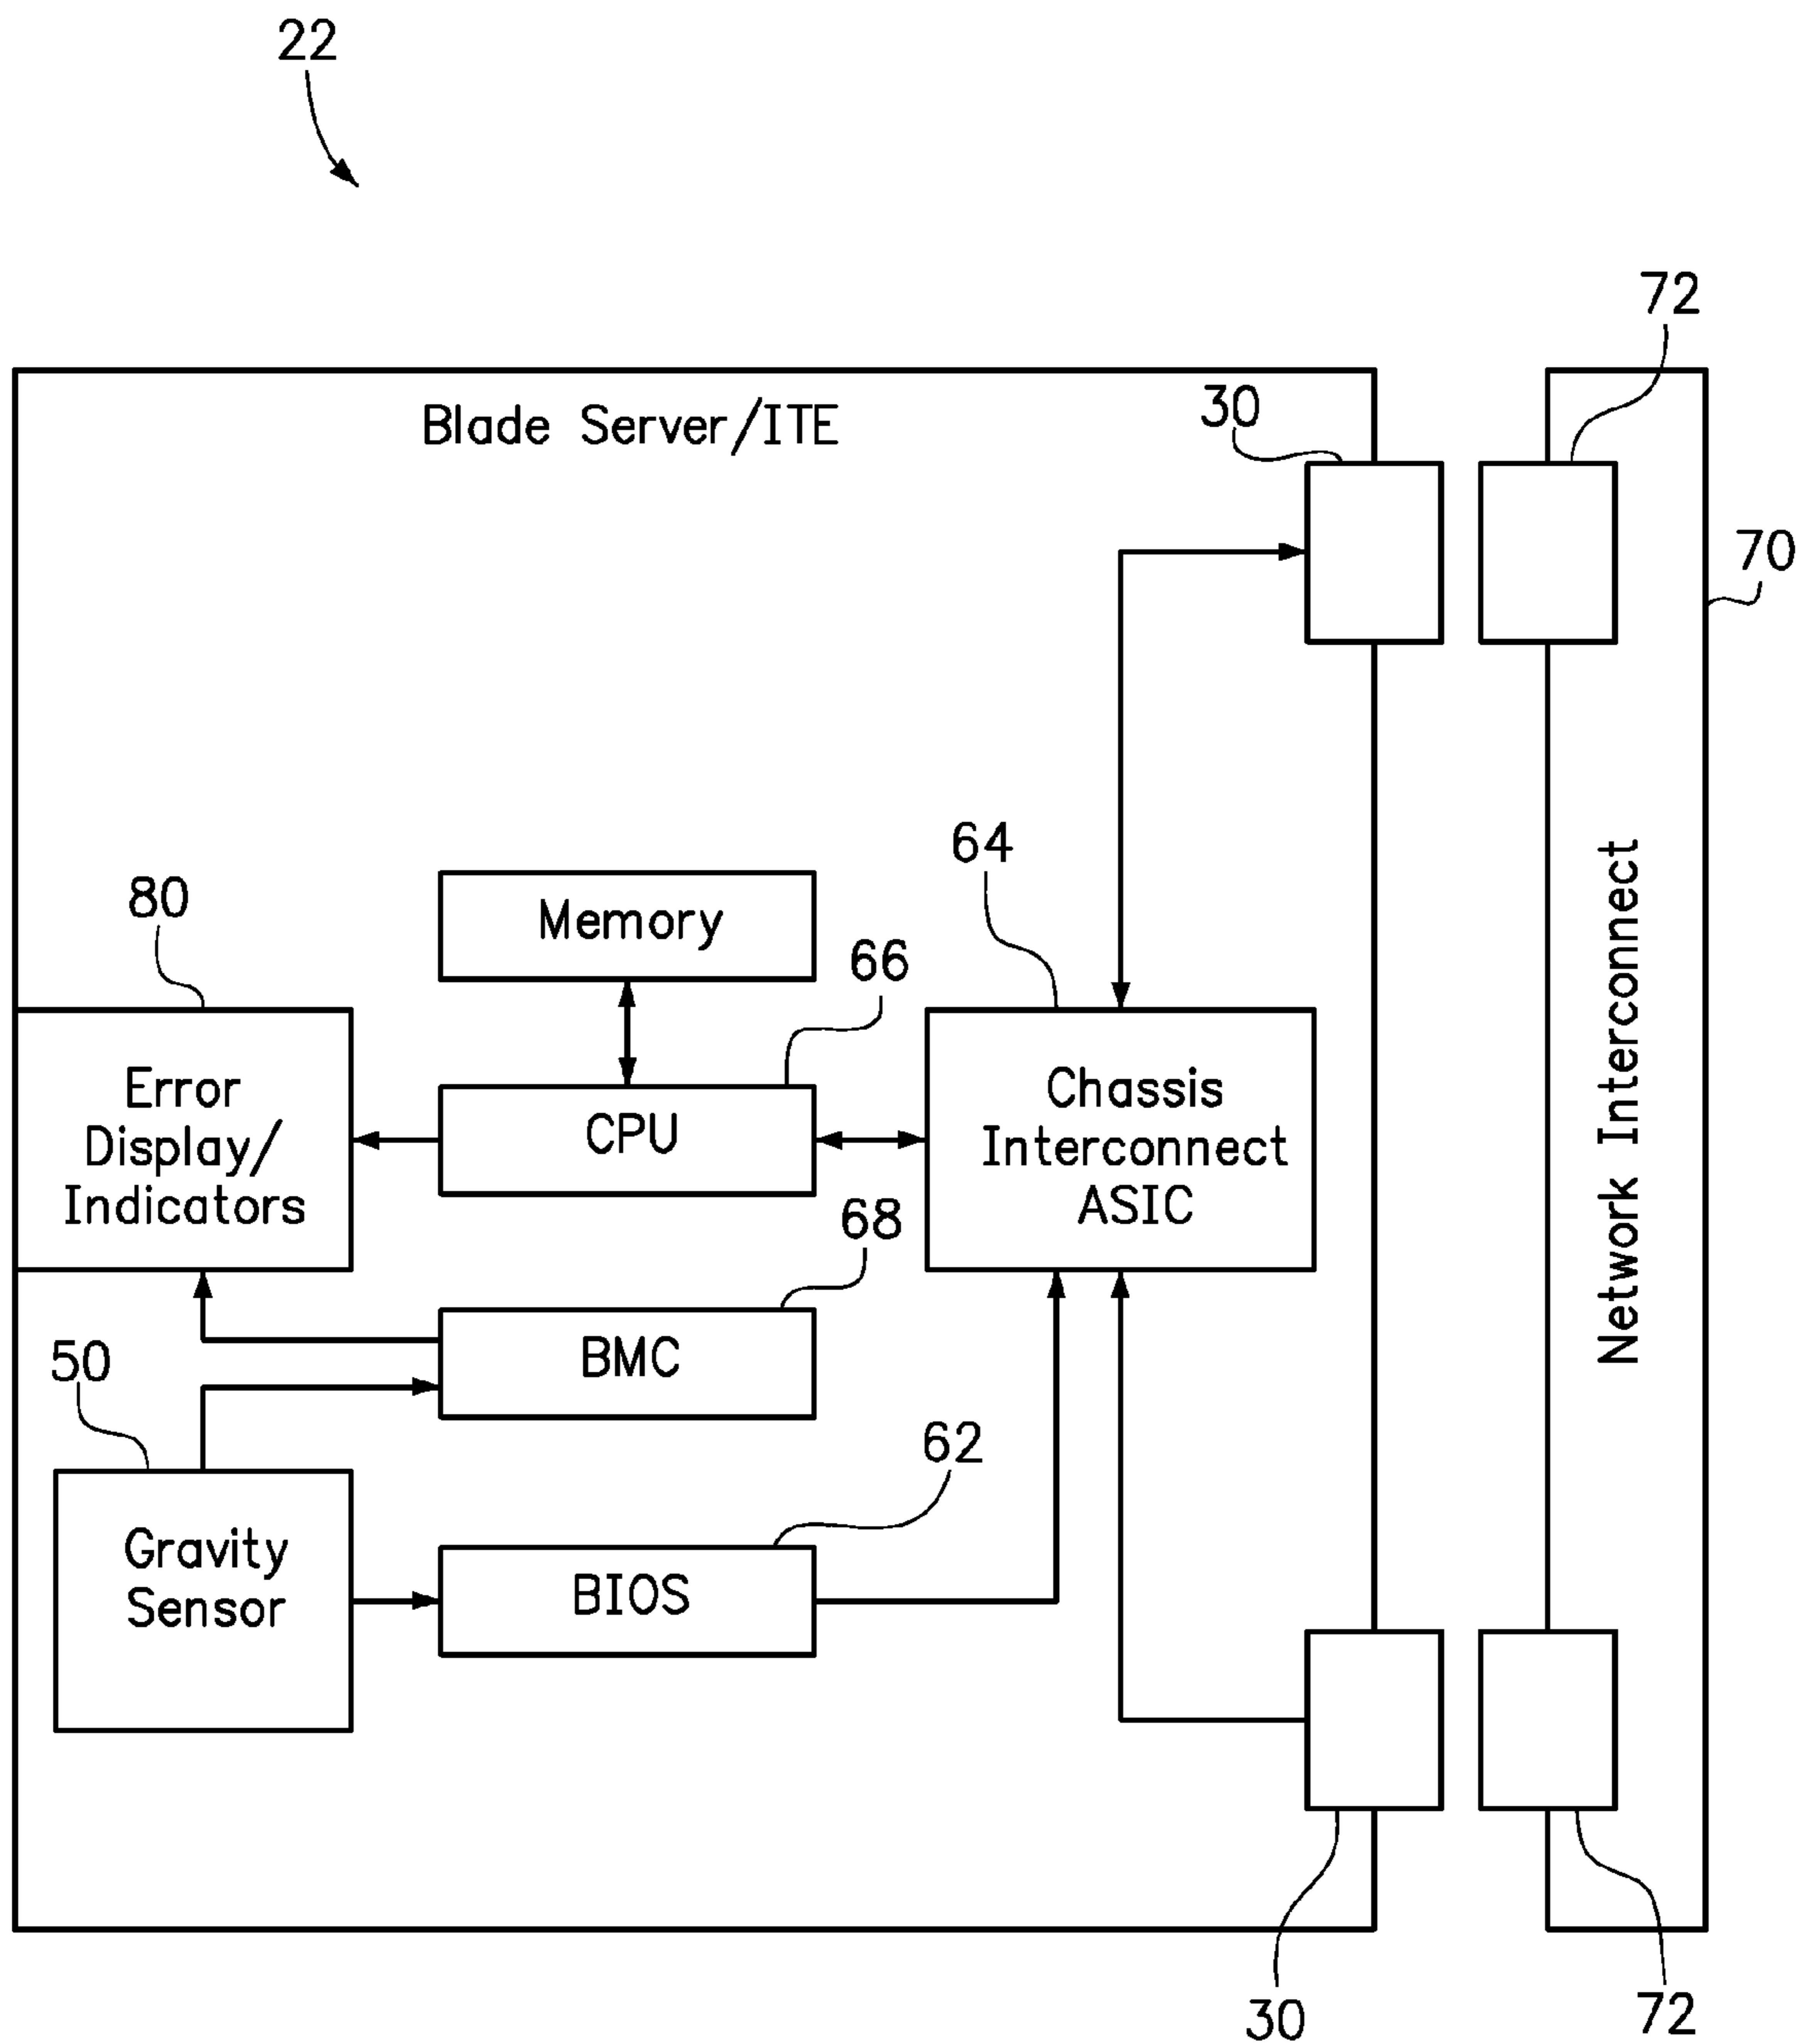 22
72
Blade Server/ITE
30
70
64
80
Memory
66
Error
Display/
Indicators
CPU
Chassis
Interconnect
ASIC
Network Interconnect
68
50
BMC
62
Gravity
Sensor
BIOS
30
72